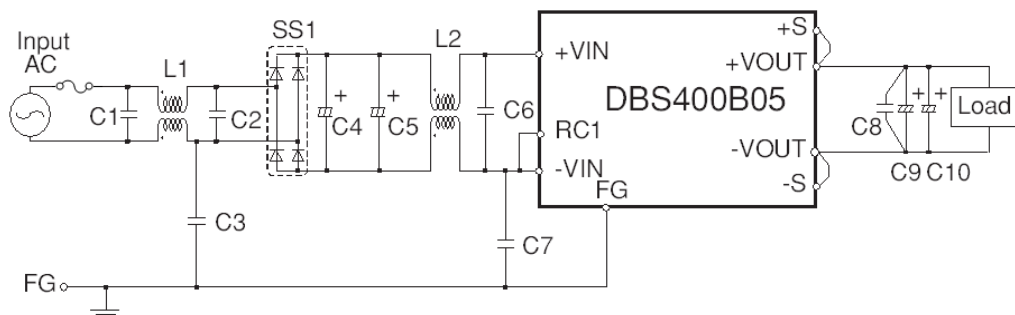 Input
AC
L1
SS1
L2
+VIN
+S
+VOUT
C1
C2
+
C4
+
C5
C6
DBS400B05
C8
+
+
Load
RC1
-VIN
-VOUT
C9
C10
FG
-S
C3
C7
FG